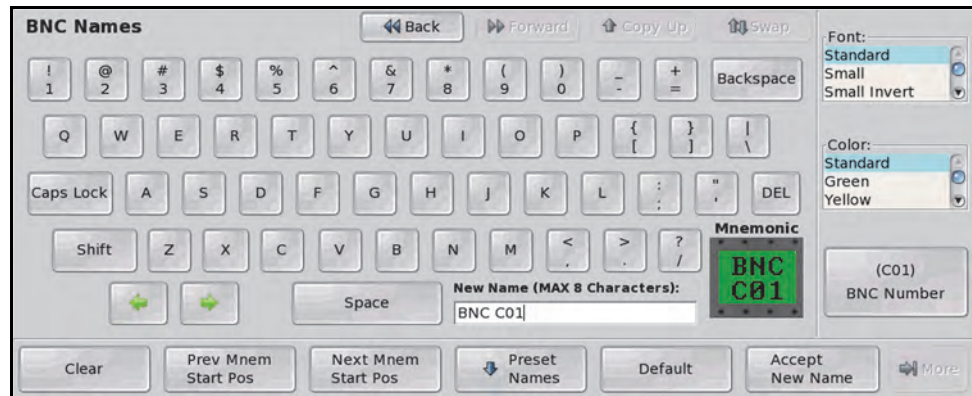 BNC Names
Back
Forward
Copy Up
Swap
! @ # $ % ^ & * ( ) _ +
1 2 3 4 5 6 7 8 9 0 - = Backspace
Q W E R T Y U I O P { } |
[ ] \
Caps Lock A S D F G H J K L : " DEL
; '
Shift Z X C V B N M < > ?
, . /
Space
New Name (MAX 8 Characters):
BNC C01
Mnemonic
BNC
C01
Font:
Standard
Small
Small Invert
Color:
Standard
Green
Yellow
(C01)
BNC Number
Clear
Prev Mnem
Start Pos
Next Mnem
Start Pos
Preset
Names
Default
Accept
New Name
More